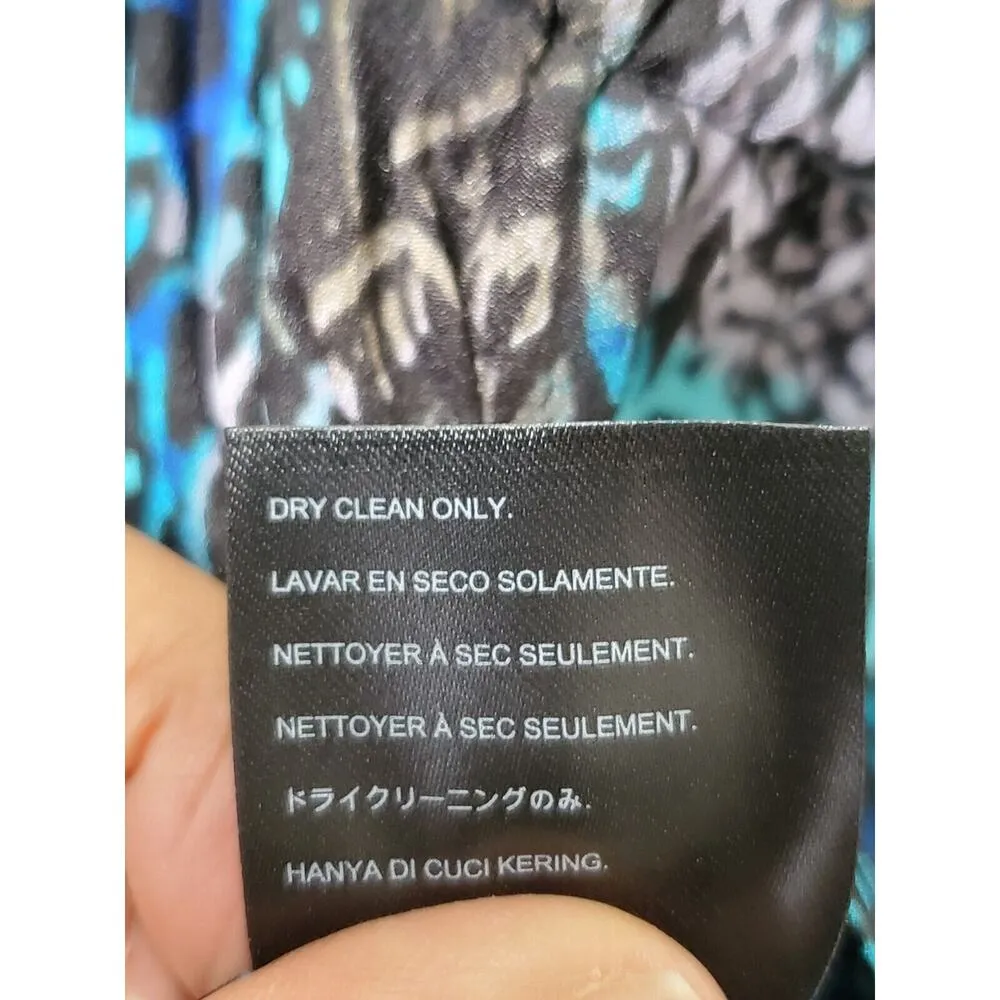 DRY CLEAN ONLY.
LAVAR EN SECO SOLAMENTE.
NETTOYER À SEC SEULEMENT.
NETTOYER À SEC SEULEMENT.
ドライクリーニングのみ.
HANYA DI CUCI KERING.